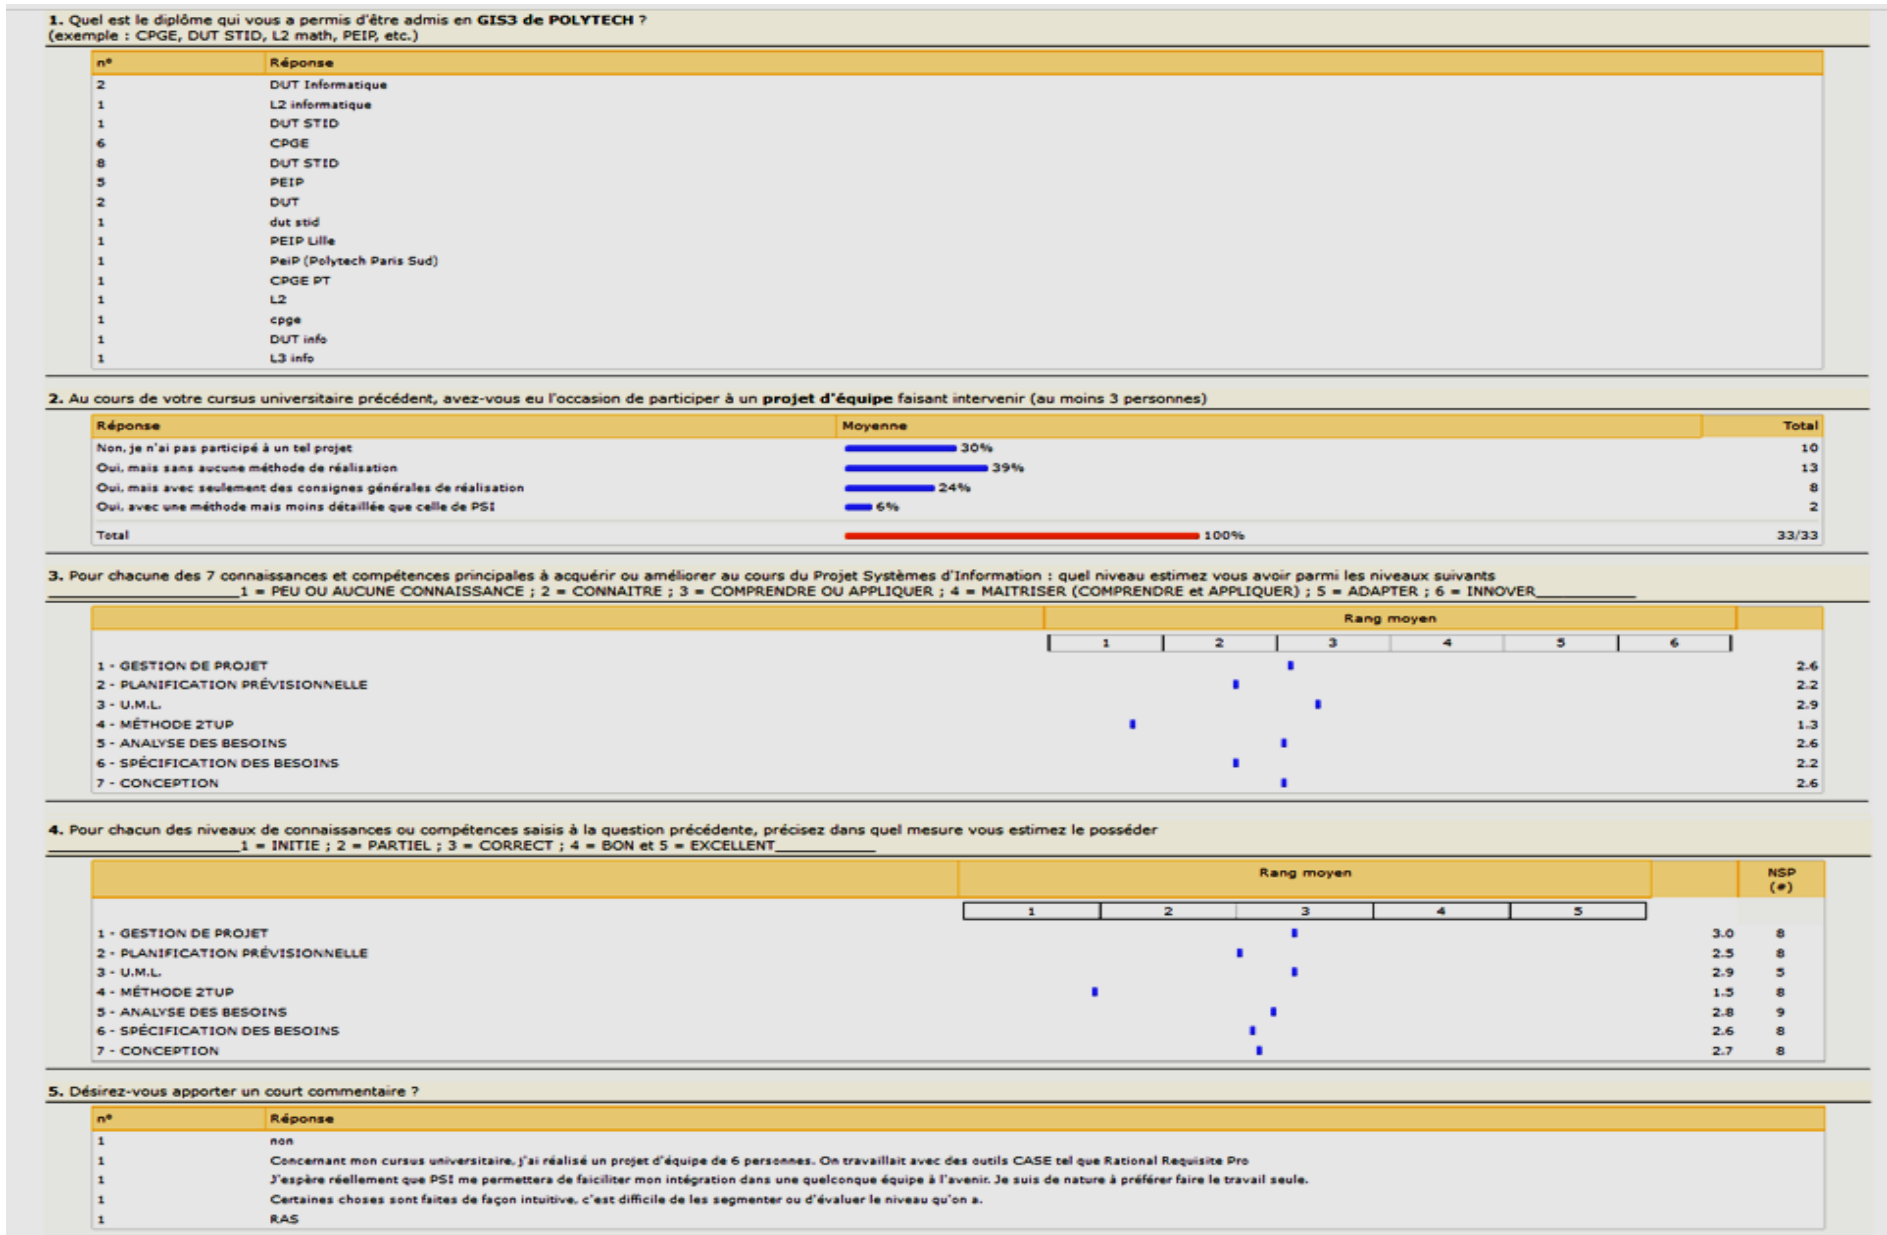 1. Quel est le diplôme qui vous a permis d'être admis en GIS3 de POLYTECH ?
(exemple : CPGE, DUT STID, L2 math, PEIP, etc.)
n° Réponse
2 DUT Informatique
1 L2 informatique
1 DUT STID
6 CPGE
8 DUT STID
5 PEIP
2 DUT
1 dut stid
1 PEIP Lille
1 PeiP (Polytech Paris Sud)
1 CPGE PT
1 L2
1 cpge
1 DUT info
1 L3 info
2. Au cours de votre cursus universitaire précédent, avez-vous eu l'occasion de participer à un projet d'équipe faisant intervenir (au moins 3 personnes)
Réponse Moyenne Total
Non, je n'ai pas participé à un tel projet 30% 10
Oui, mais sans aucune méthode de réalisation 39% 13
Oui, mais avec seulement des consignes générales de réalisation 24% 8
Oui, avec une méthode mais moins détaillée que celle de PSI 6% 2
Total 100% 33/33
3. Pour chacune des 7 connaissances et compétences principales à acquérir ou améliorer au cours du Projet Systèmes d'Information : quel niveau estimez vous avoir parmi les niveaux suivants
____________________1 = PEU OU AUCUNE CONNAISSANCE ; 2 = CONNAITRE ; 3 = COMPRENDRE OU APPLIQUER ; 4 = MAITRISER (COMPRENDRE et APPLIQUER) ; 5 = ADAPTER ; 6 = INNOVER__________
Rang moyen
1 2 3 4 5 6
1 - GESTION DE PROJET 2.6
2 - PLANIFICATION PRÉVISIONNELLE 2.2
3 - U.M.L. 2.9
4 - MÉTHODE 2TUP 1.3
5 - ANALYSE DES BESOINS 2.6
6 - SPÉCIFICATION DES BESOINS 2.2
7 - CONCEPTION 2.6
4. Pour chacun des niveaux de connaissances ou compétences saisis à la question précédente, précisez dans quel mesure vous estimez le posséder
____________________1 = INITIE ; 2 = PARTIEL ; 3 = CORRECT ; 4 = BON et 5 = EXCELLENT__________
Rang moyen NSP
(#)
1 2 3 4 5
1 - GESTION DE PROJET 3.0 8
2 - PLANIFICATION PRÉVISIONNELLE 2.5 8
3 - U.M.L. 2.9 5
4 - MÉTHODE 2TUP 1.5 8
5 - ANALYSE DES BESOINS 2.8 9
6 - SPÉCIFICATION DES BESOINS 2.6 8
7 - CONCEPTION 2.7 8
5. Désirez-vous apporter un court commentaire ?
n° Réponse
1 non
1 Concernant mon cursus universitaire, j'ai réalisé un projet d'équipe de 6 personnes. On travaillait avec des outils CASE tel que Rational Requisite Pro
1 J'espère réellement que PSI me permettera de faiciliter mon intégration dans une quelconque équipe à l'avenir. Je suis de nature à préférer faire le travail seule.
1 Certaines choses sont faites de façon intuitive, c'est difficile de les segmenter ou d'évaluer le niveau qu'on a.
1 RAS